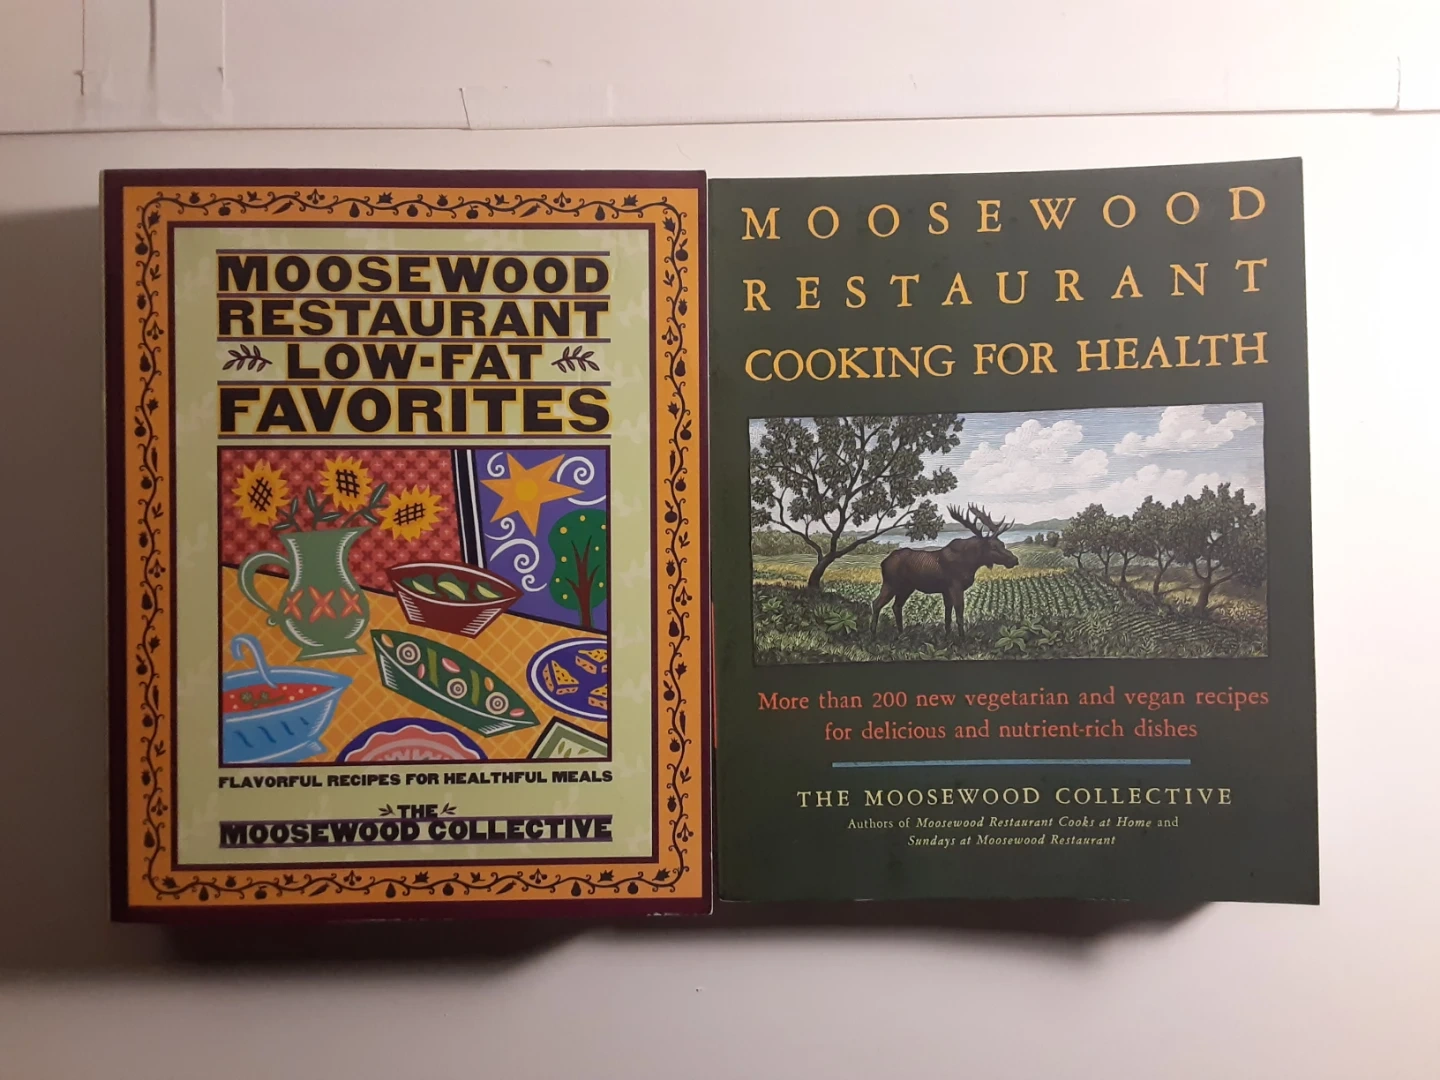 MOOSEWOOD
RESTAURANT
LOW-FAT
FAVORITES
FLAVORFUL RECIPES FOR HEALTHFUL MEALS
THE
MOOSEWOOD COLLECTIVE
MOOSEWOOD
RESTAURANT
COOKING FOR HEALTH
More than 200 new vegetarian and vegan recipes
for delicious and nutrient-rich dishes
THE MOOSEWOOD COLLECTIVE
Authors of Moosewood Restaurant Cooks at Home and
Sundays at Moosewood Restaurant